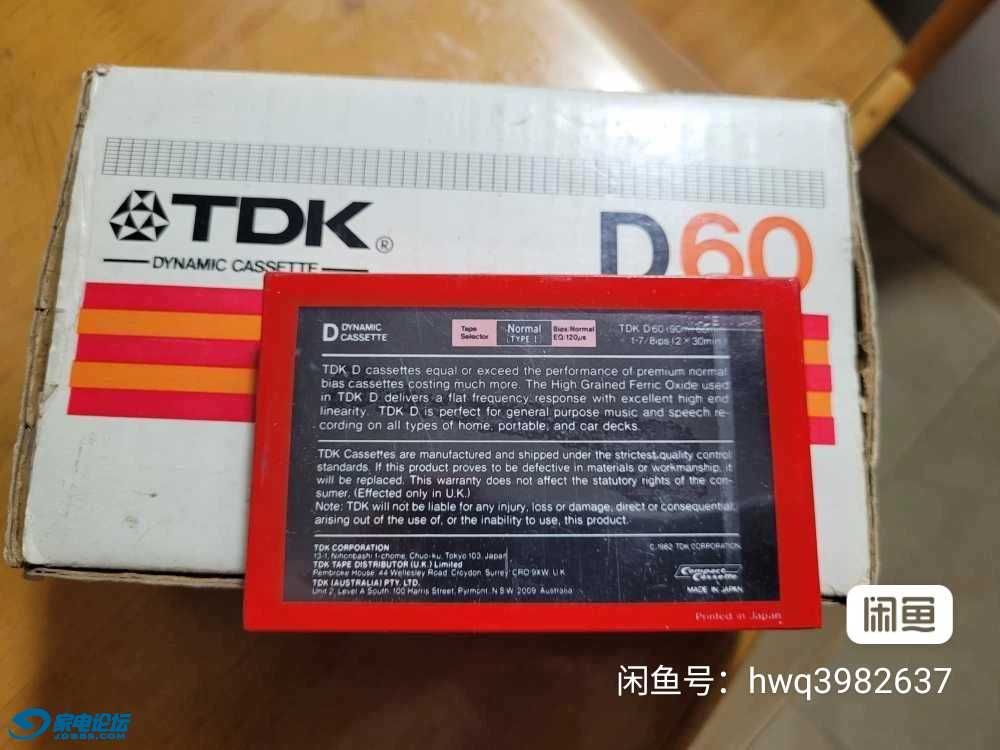 TDK®
DYNAMIC CASSETTE
D60
D DYNAMIC
CASSETTE
Tape
Selector
Normal
[TYPE I]
Bias: Normal
EQ: 120μs
TDK D60
1-7/8ips (2 × 30min
TDK D cassettes equal or exceed the performance of premium normal
bias cassettes costing much more. The High Grained Ferric Oxide used
in TDK D delivers a flat frequency response with excellent high end
linearity. TDK D is perfect for general purpose music and speech re-
cording on all types of home, portable, and car decks.
TDK Cassettes are manufactured and shipped under the strictest quality control
standards. If this product proves to be defective in materials or workmanship, it
will be replaced. This warranty does not affect the statutory rights of the con-
sumer. (Effected only in U.K.)
Note: TDK will not be liable for any injury, loss or damage, direct or consequential
arising out of the use of, or the inability to use, this product.
TDK CORPORATION
13-1, Nihonbashi 1-chome, Chuo-ku, Tokyo 103, Japan
TDK TAPE DISTRIBUTOR (U.K.) Limited
Pembroke House, 44 Wellesley Road, Croydon, Surrey CR0 9XW, U.K.
TDK (AUSTRALIA) PTY. LTD.
Unit 2, Level A South, 100 Harris Street, Pyrmont, N.S.W. 2009, Australia
© 1982 TDK CORPORATION
Compact
Cassette
MADE IN JAPAN
Printed in Japan
闲鱼
闲鱼号：hwq3982637
家电论坛
JDBBS.COM